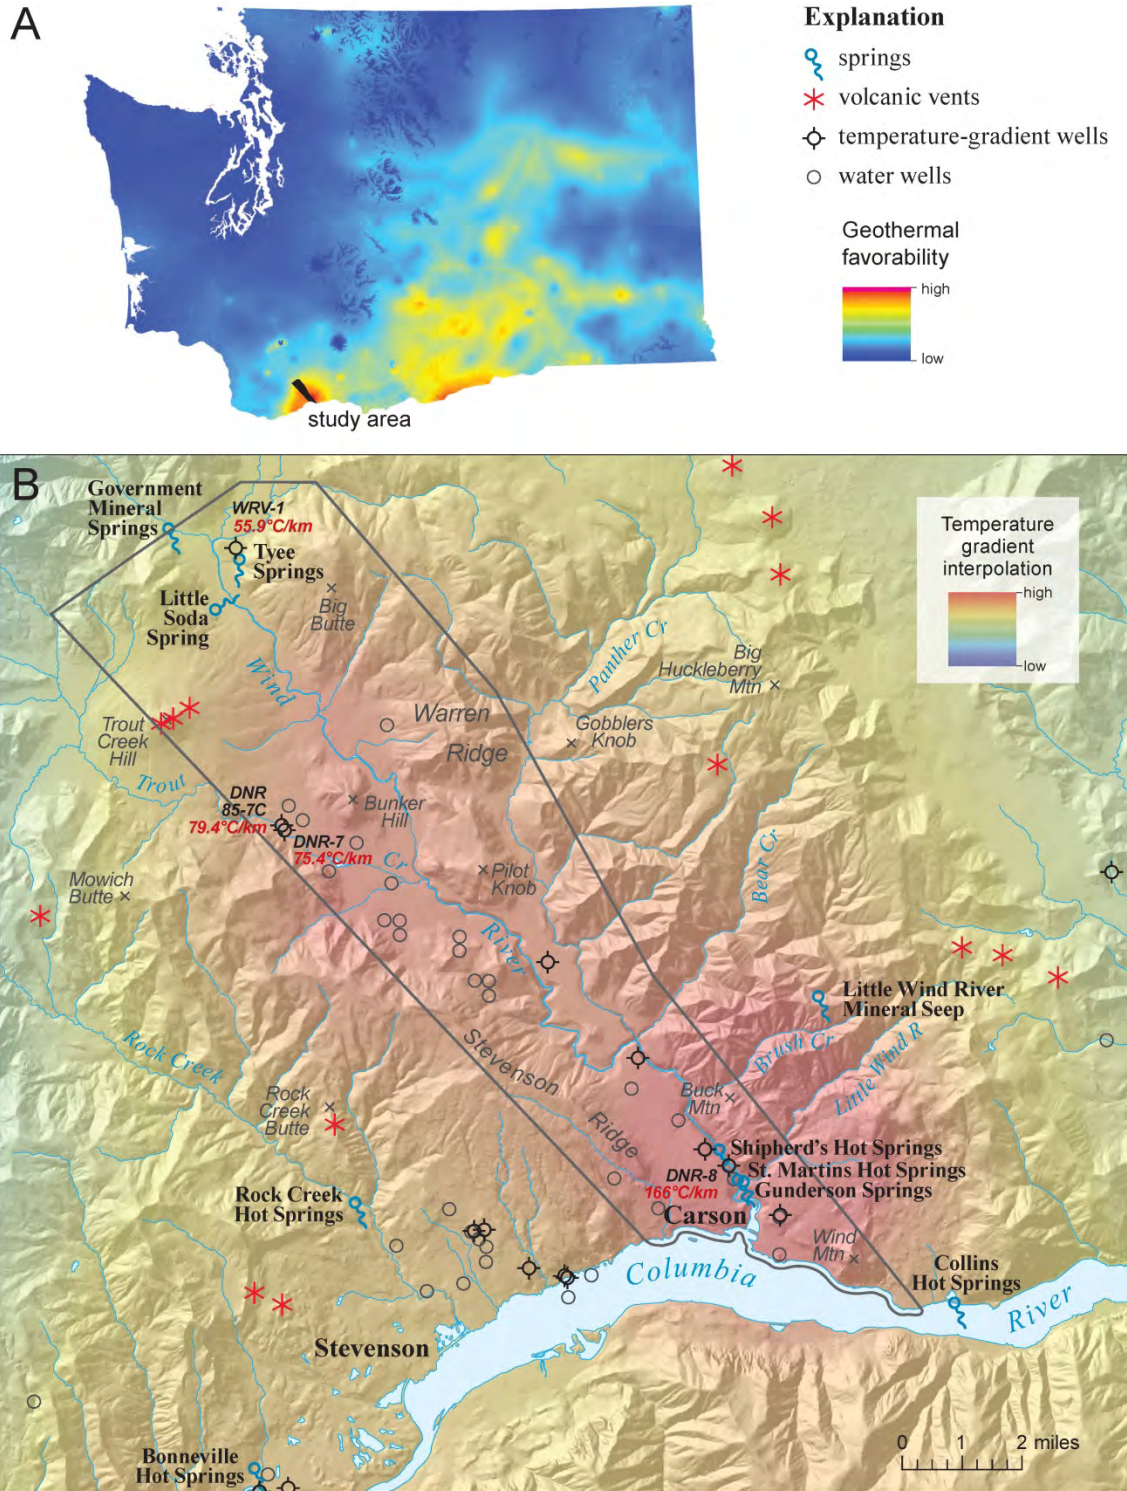 A
Explanation
springs
volcanic vents
temperature-gradient wells
water wells
Geothermal
favorability
high
low
study area
B
Government
Mineral
Springs
WRV-1
55.9°C/km
Tyee
Springs
Little
Soda
Spring
Big
Butte
Wind
Temperature
gradient
interpolation
high
low
Panther Cr
Big
Huckleberry
Mtn
Warren
Ridge
Gobblers
Knob
Trout
Creek
Hill
Trout
DNR
85-7C
79.4°C/km
Bunker
Hill
DNR-7
75.4°C/km
Cr
Pilot
Knob
Bear Cr
Mowich
Butte
River
Little Wind River
Mineral Seep
Rock Creek
Stevenson
Ridge
Brush Cr
Little Wind R
Rock
Creek
Butte
Buck
Mtn
Shipherd's Hot Springs
St. Martins Hot Springs
Gunderson Springs
DNR-8
166°C/km
Carson
Rock Creek
Hot Springs
Wind
Mtn
Collins
Hot Springs
Columbia
River
Stevenson
Bonneville
Hot Springs
0 1 2 miles